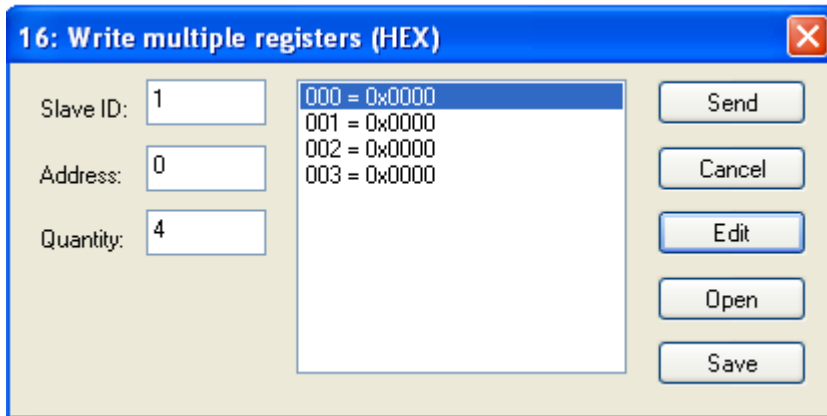 16: Write multiple registers (HEX)
Slave ID: 1
Address: 0
Quantity: 4
000 = 0x0000
001 = 0x0000
002 = 0x0000
003 = 0x0000
Send
Cancel
Edit
Open
Save